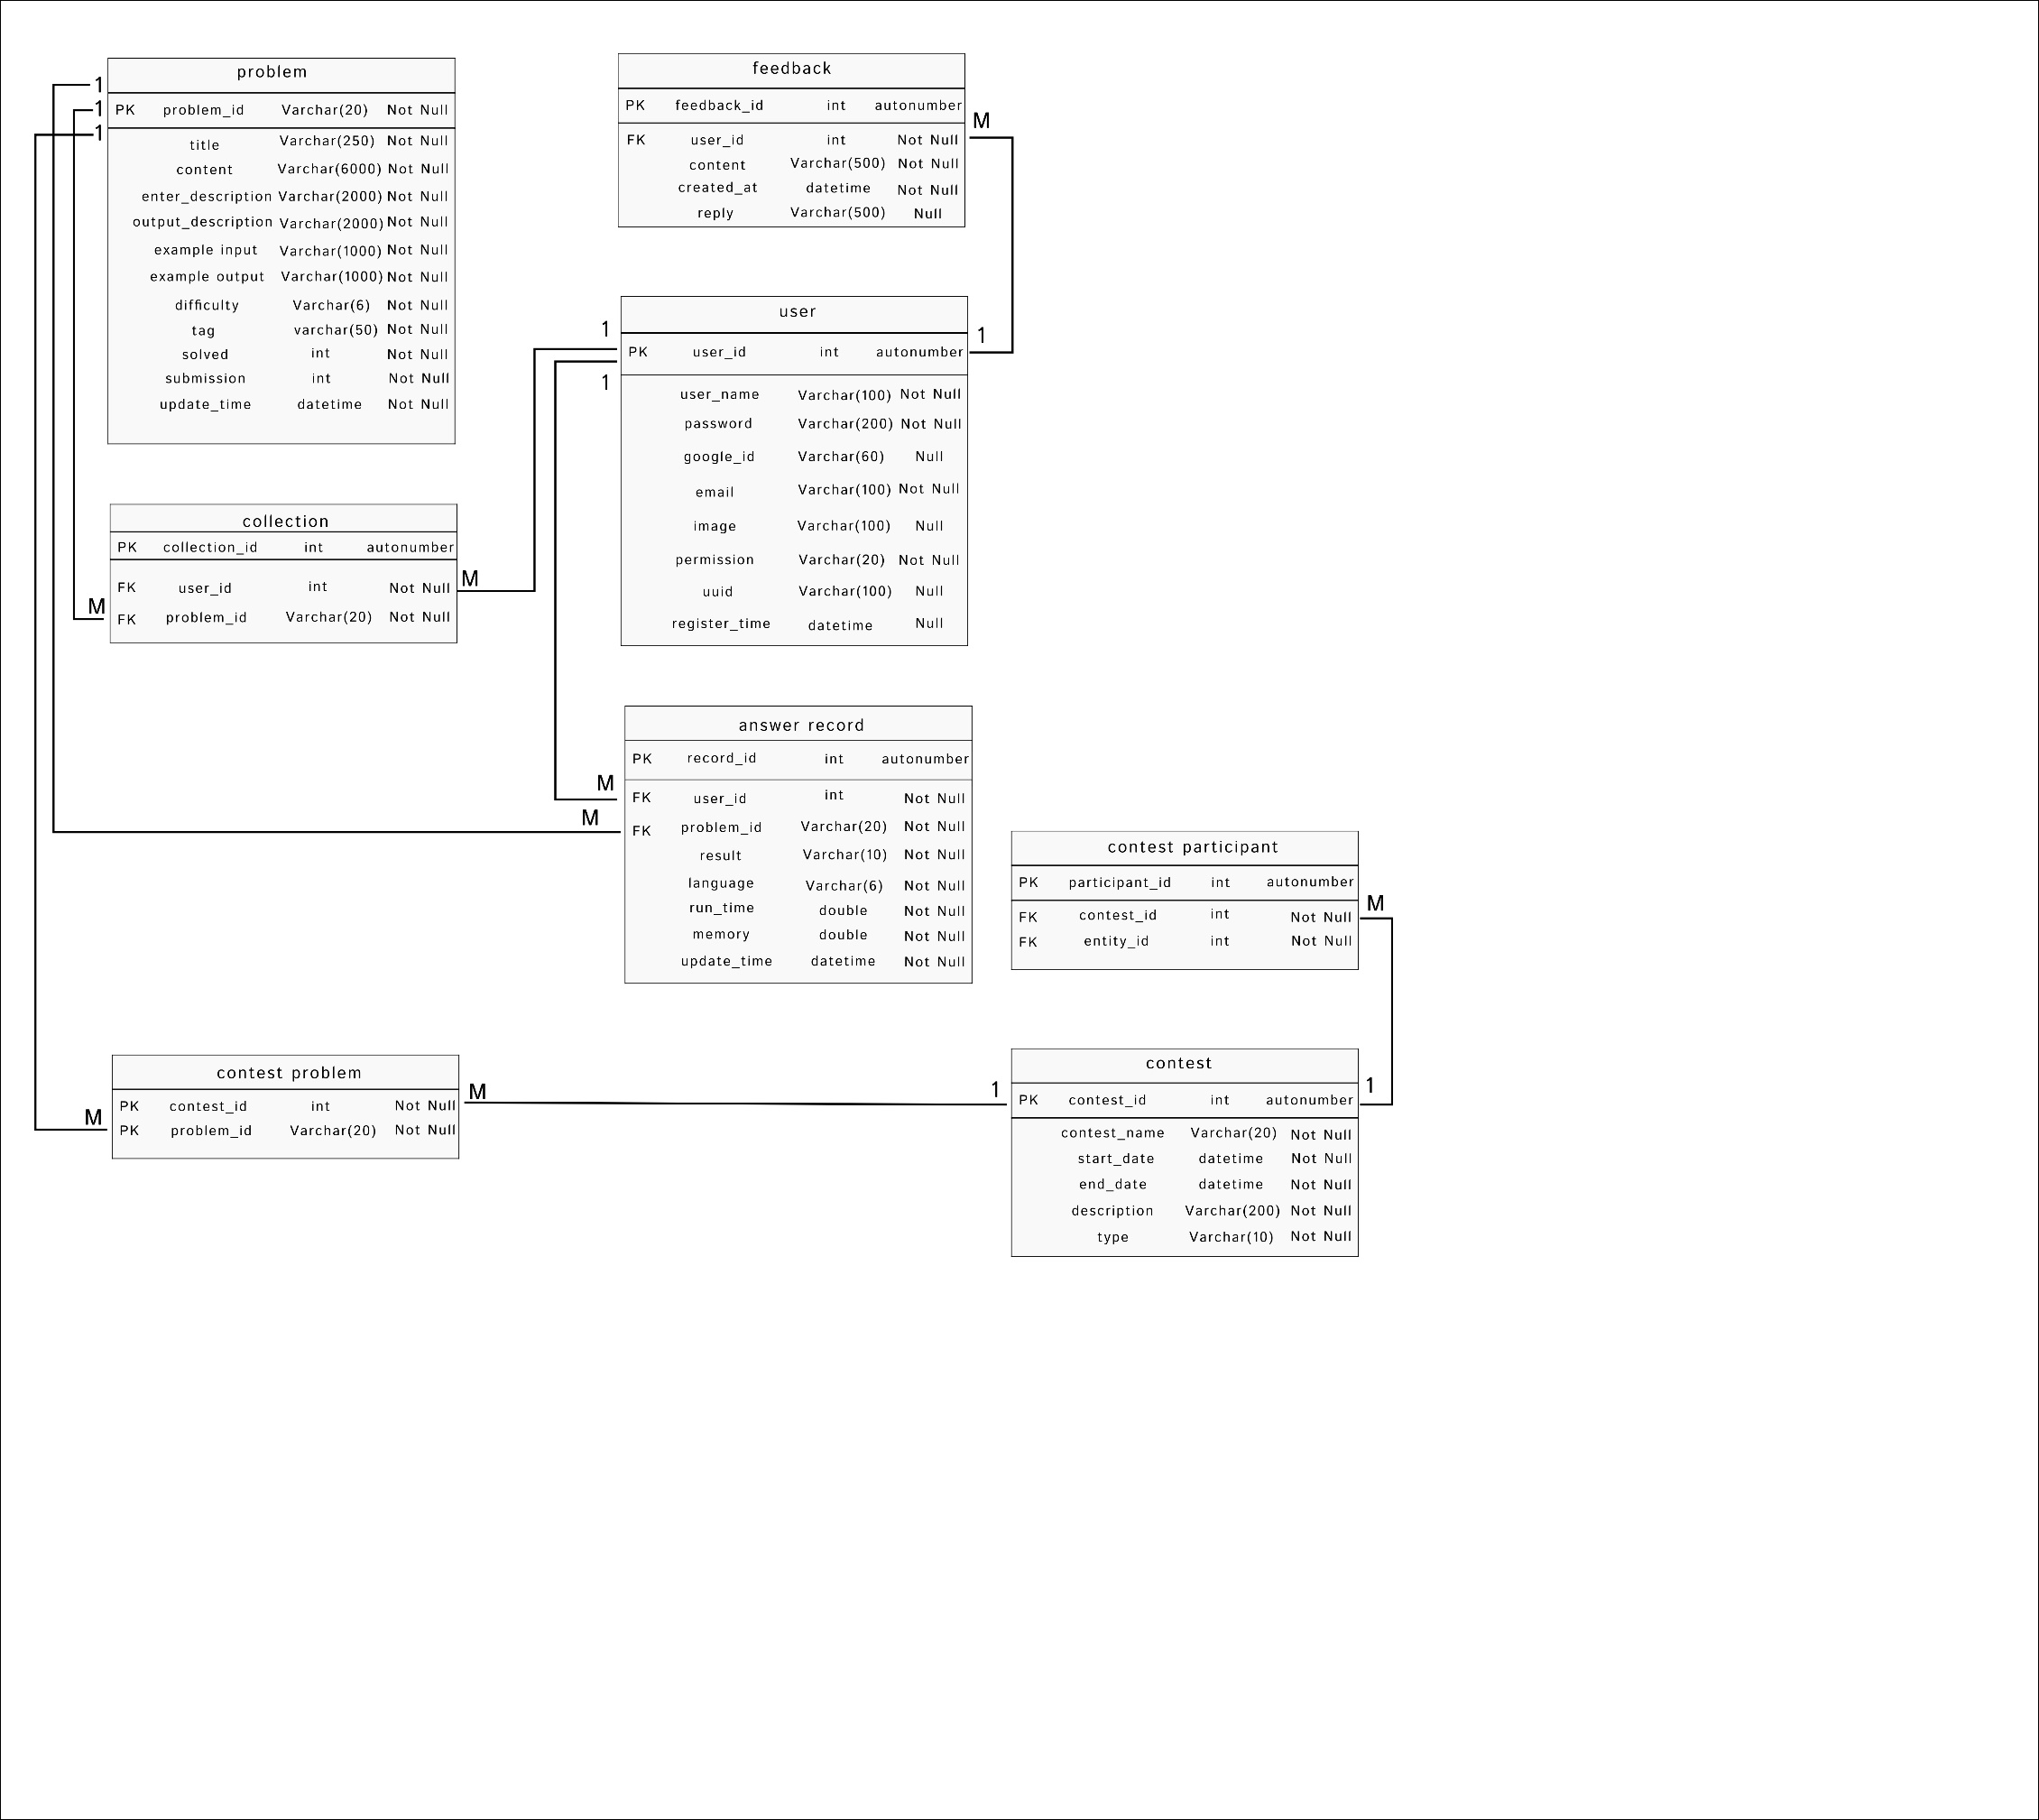 problem
1
1 PK problem_id Varchar(20) Not Null
1
title Varchar(250) Not Null
content Varchar(6000) Not Null
enter_description Varchar(2000) Not Null
output_description Varchar(2000) Not Null
example input Varchar(1000) Not Null
example output Varchar(1000) Not Null
difficulty Varchar(6) Not Null
tag varchar(50) Not Null
solved int Not Null
submission int Not Null
update_time datetime Not Null
feedback
PK feedback_id int autonumber
M
FK user_id int Not Null
content Varchar(500) Not Null
created_at datetime Not Null
reply Varchar(500) Null
user
1
1
PK user_id int autonumber
1
user_name Varchar(100) Not Null
password Varchar(200) Not Null
google_id Varchar(60) Null
email Varchar(100) Not Null
image Varchar(100) Null
permission Varchar(20) Not Null
uuid Varchar(100) Null
register_time datetime Null
collection
PK collection_id int autonumber
M
FK user_id int Not Null
M
FK problem_id Varchar(20) Not Null
answer record
PK record_id int autonumber
M
FK user_id int Not Null
M
FK problem_id Varchar(20) Not Null
result Varchar(10) Not Null
language Varchar(6) Not Null
run_time double Not Null
memory double Not Null
update_time datetime Not Null
contest participant
PK participant_id int autonumber
M
FK contest_id int Not Null
FK entity_id int Not Null
contest problem
M
PK contest_id int Not Null
M
PK problem_id Varchar(20) Not Null
contest
1
1
PK contest_id int autonumber
contest_name Varchar(20) Not Null
start_date datetime Not Null
end_date datetime Not Null
description Varchar(200) Not Null
type Varchar(10) Not Null